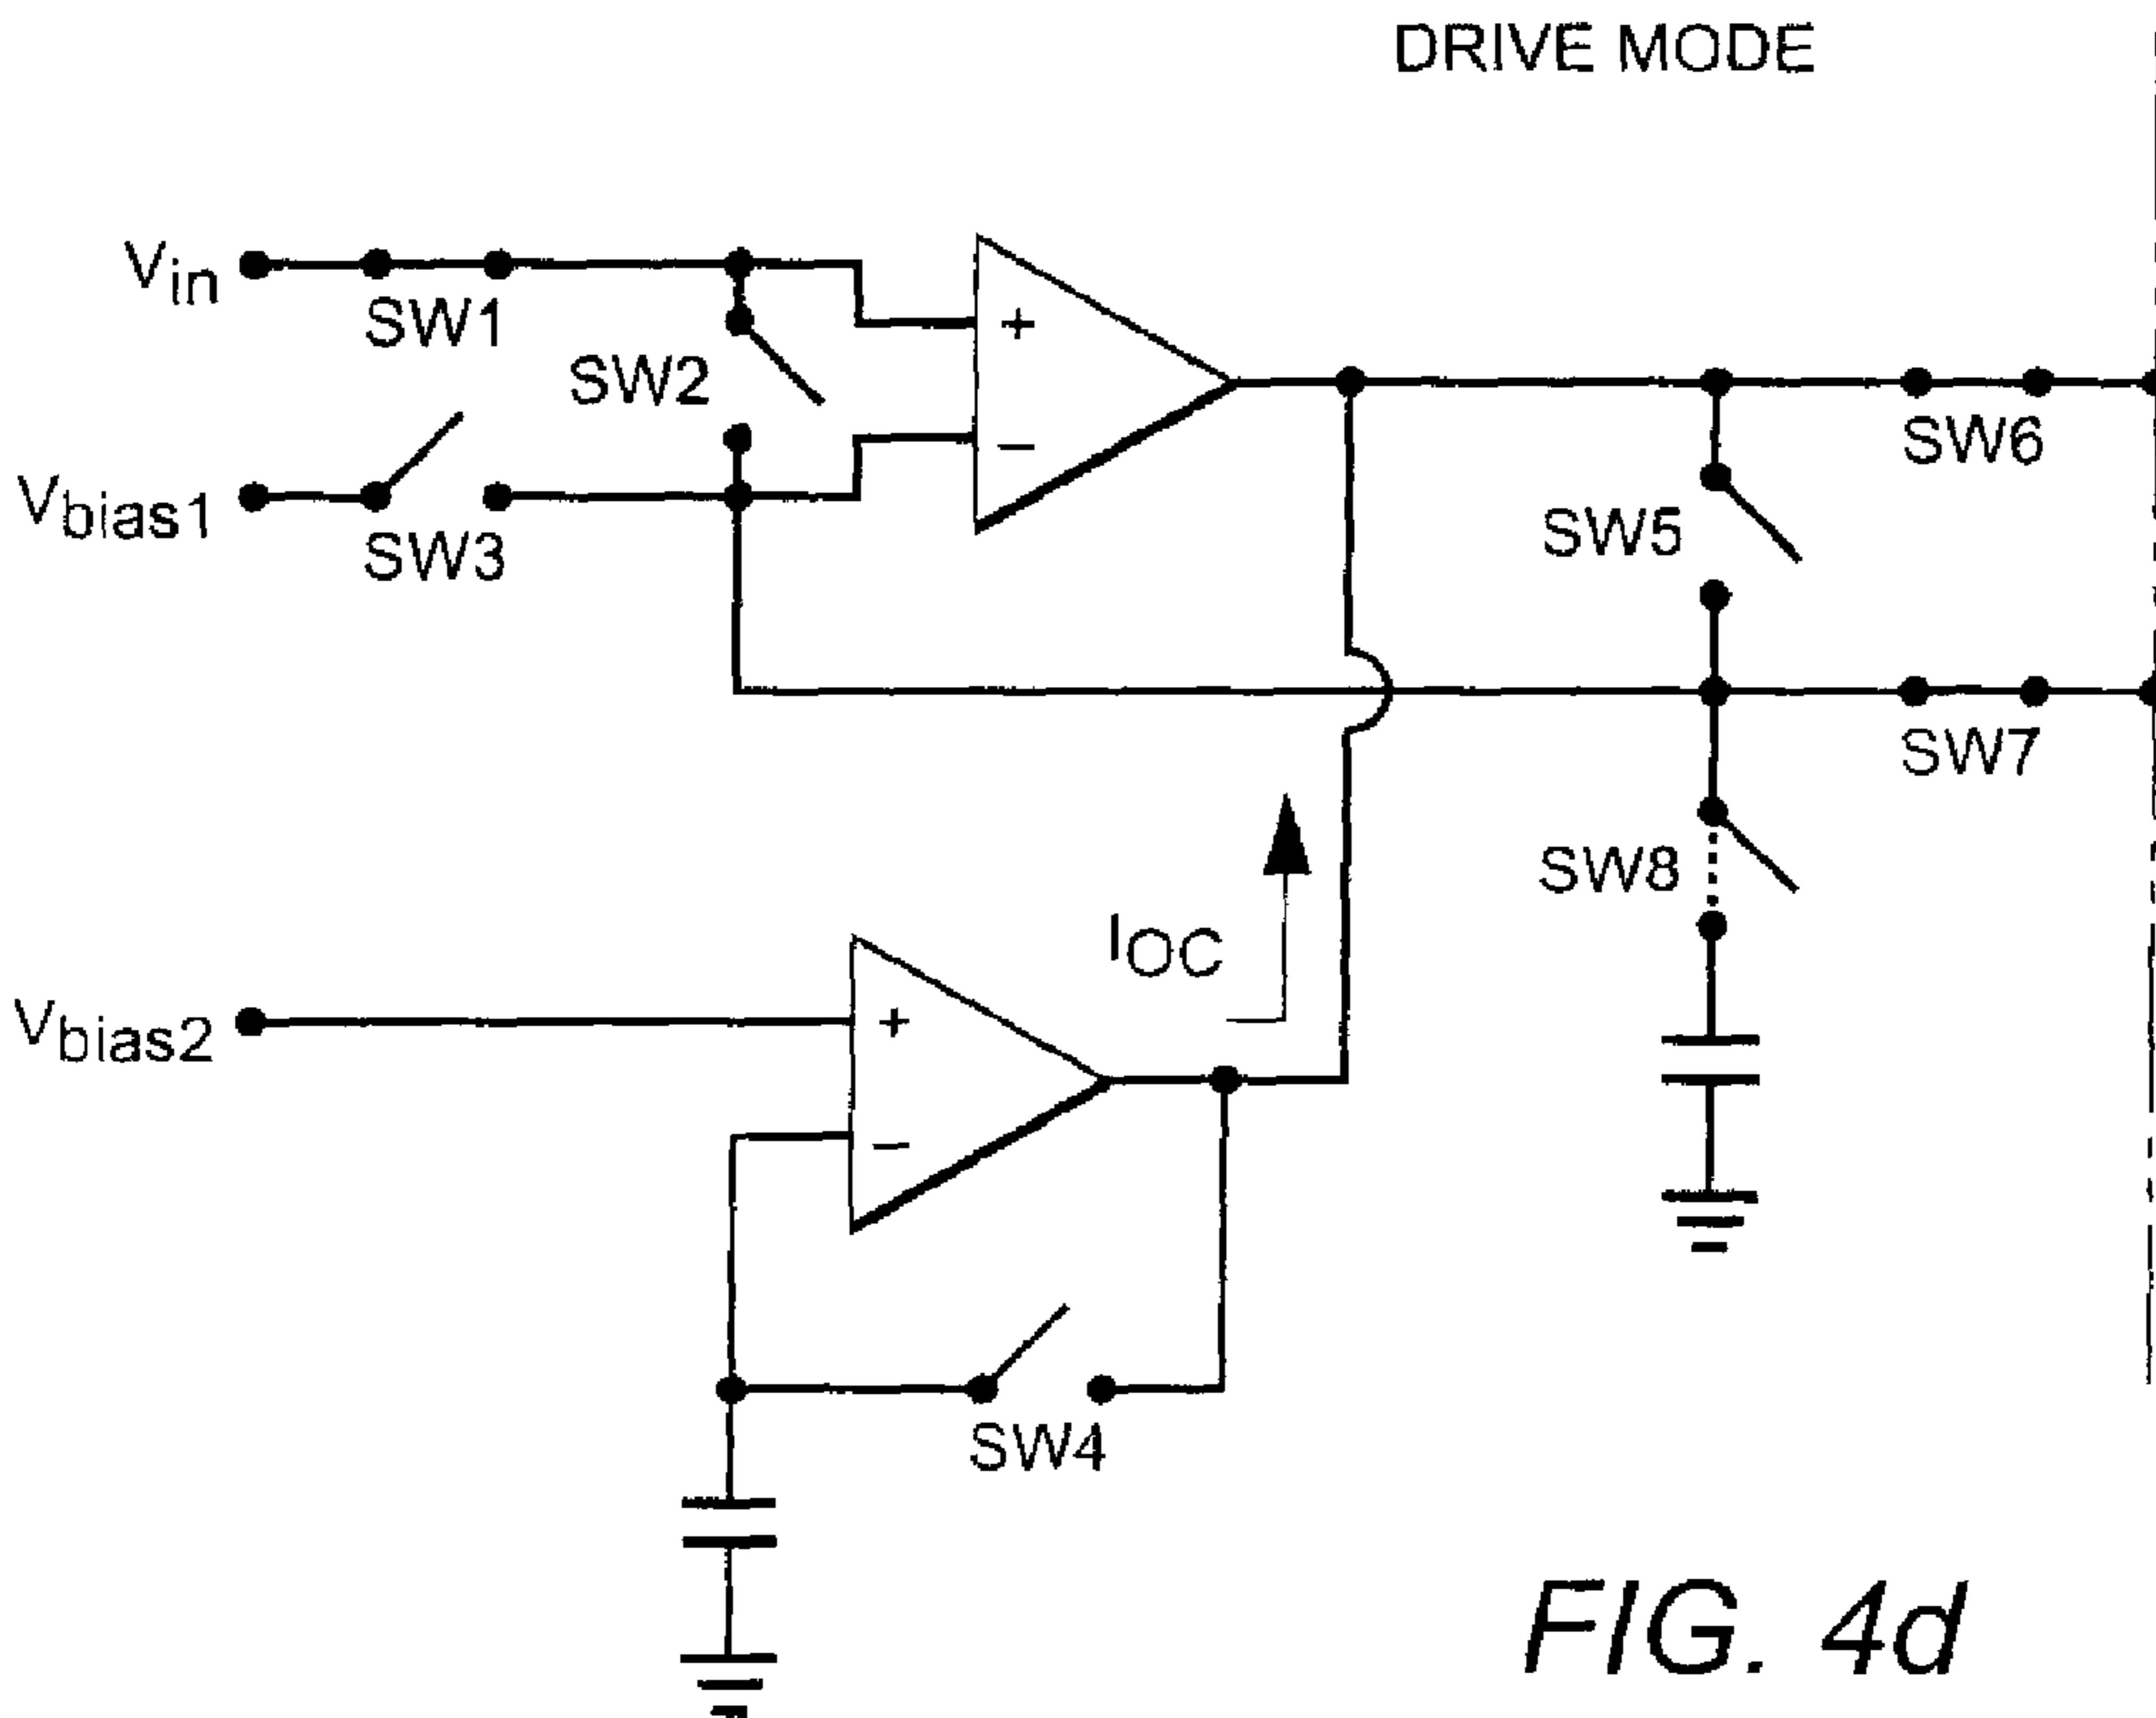 DRIVE MODE
Vin
SW1
SW2
+
−
SW6
Vbias1
SW3
SW5
SW7
SW8
IOC
Vbias2
+
−
SW4
FIG. 4d